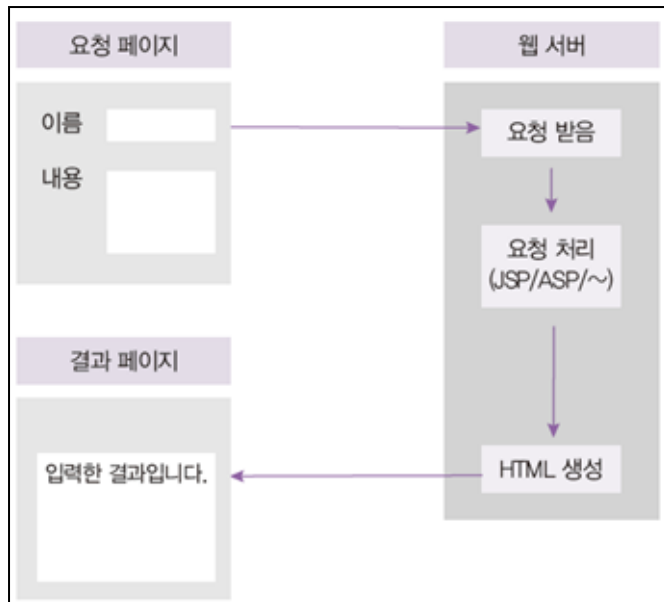 요청 페이지
이름
내용
웹 서버
요청 받음
요청 처리
(JSP/ASP/～)
HTML 생성
결과 페이지
입력한 결과입니다.